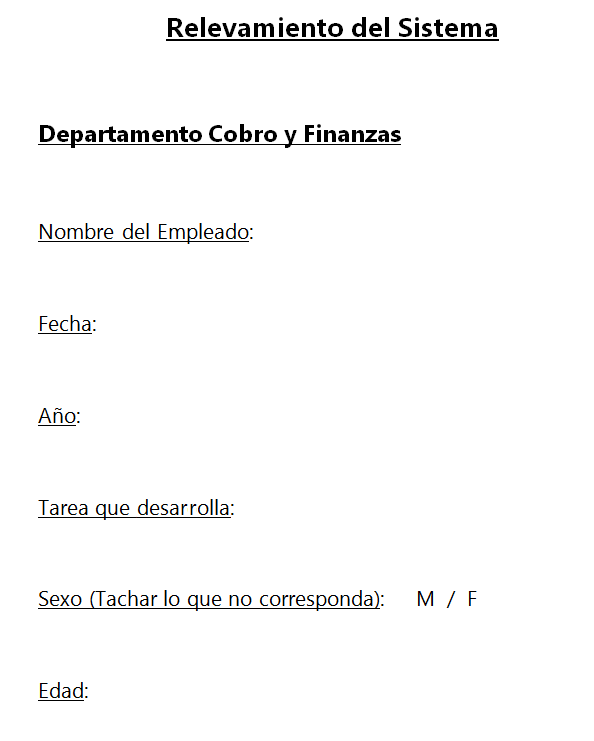 Relevamiento del Sistema
Departamento Cobro y Finanzas
Nombre del Empleado:
Fecha:
Año:
Tarea que desarrolla:
Sexo (Tachar lo que no corresponda): M / F
Edad: